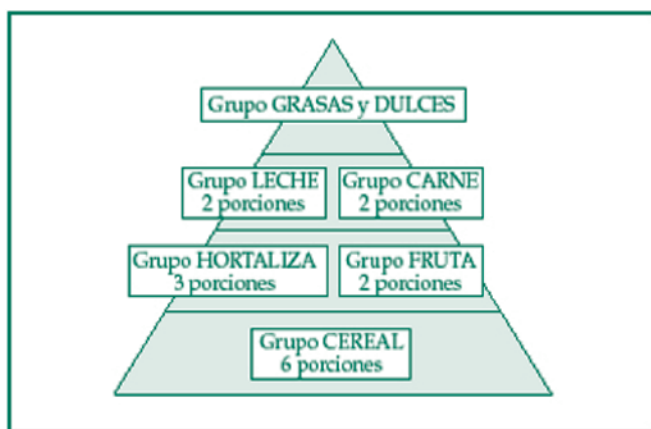 Grupo GRASAS y DULCES
Grupo LECHE
2 porciones
Grupo CARNE
2 porciones
Grupo HORTALIZA
3 porciones
Grupo FRUTA
2 porciones
Grupo CEREAL
6 porciones